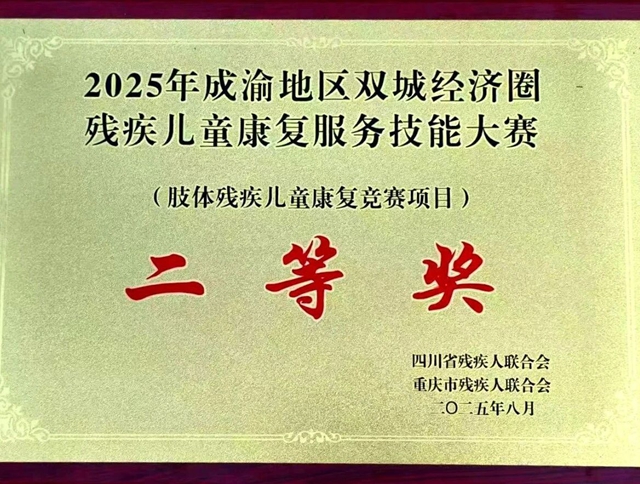 2025年成渝地区双城经济圈
残疾儿童康复服务技能大赛
（肢体残疾儿童康复竞赛项目）
二等奖
四川省残疾人联合会
重庆市残疾人联合会
二〇二五年八月